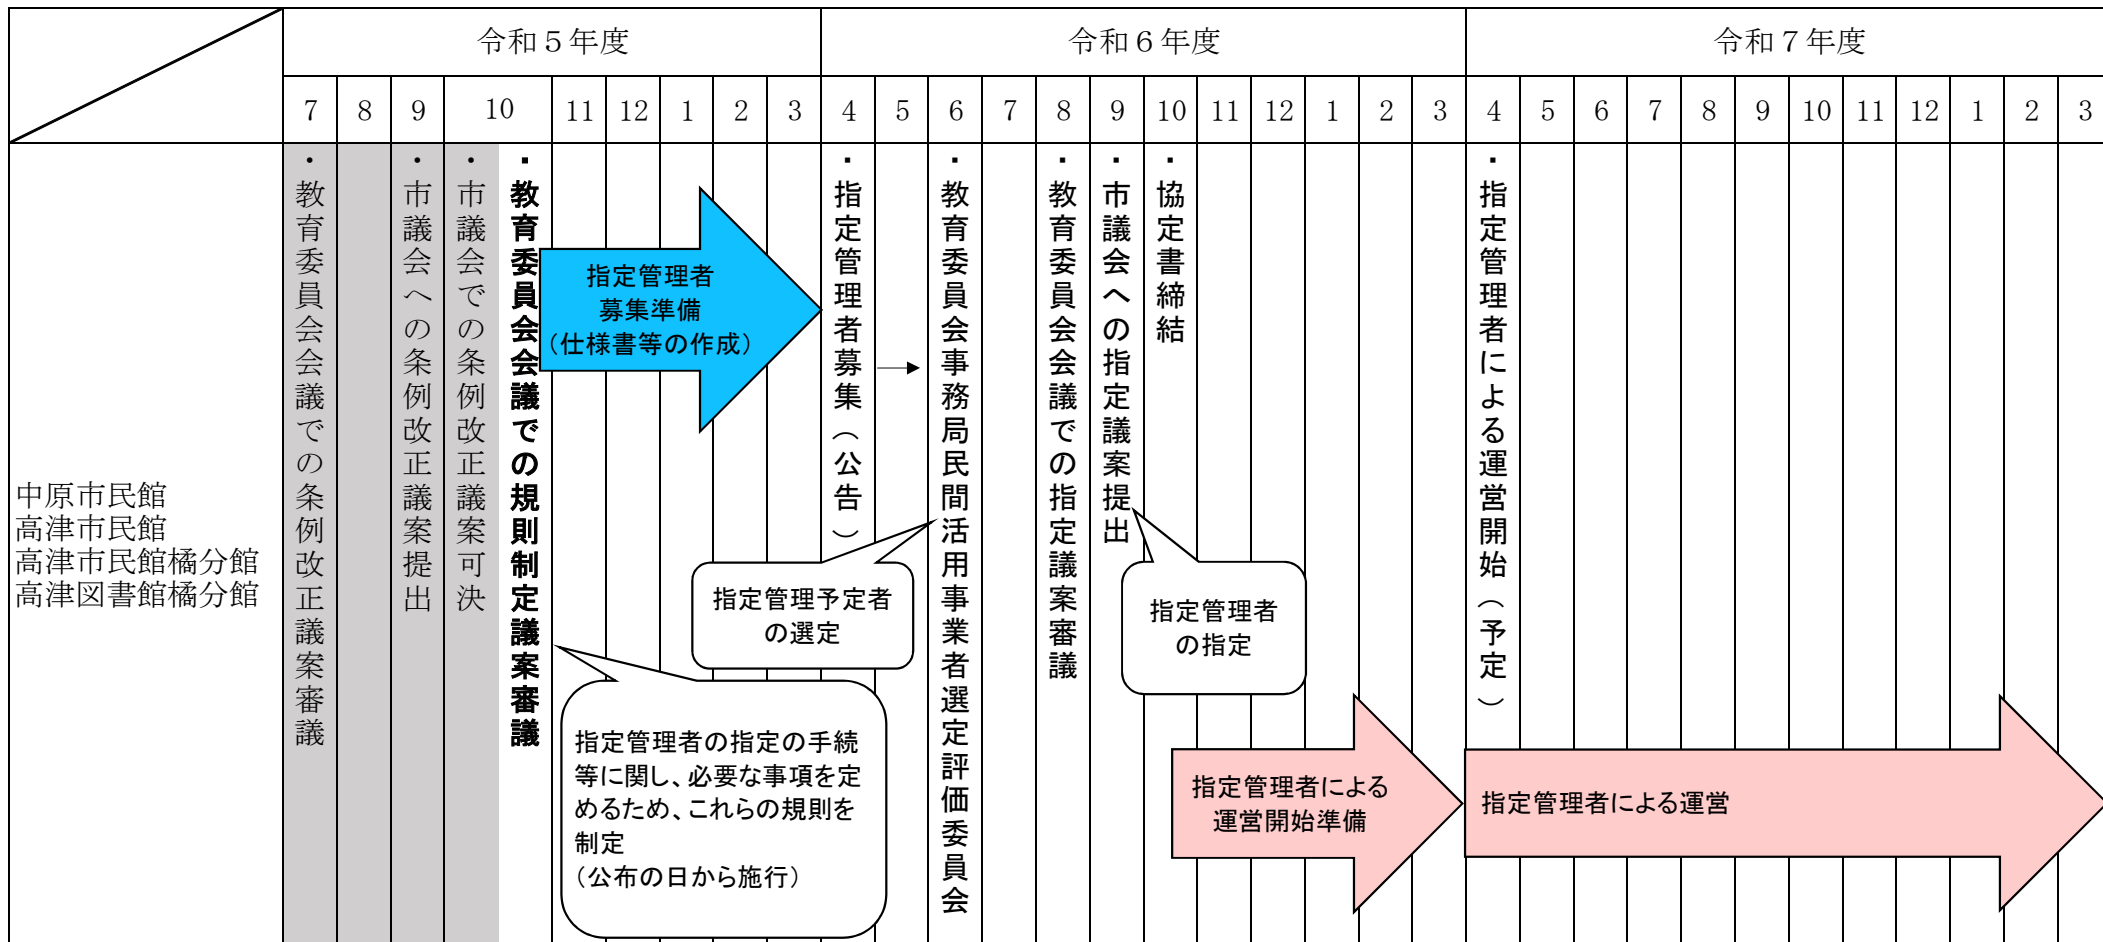 令和５年度
令和６年度
令和７年度
7 8 9 10 11 12 1 2 3 4 5 6 7 8 9 10 11 12 1 2 3 4 5 6 7 8 9 10 11 12 1 2 3
中原市民館
高津市民館
高津市民館橘分館
高津図書館橘分館
・教育委員会会議での条例改正議案審議
・市議会への条例改正議案提出
・市議会での条例改正議案可決
・教育委員会会議での規則制定議案審議
指定管理者の指定の手続
等に関し、必要な事項を定
めるため、これらの規則を
制定
（公布の日から施行）
指定管理者
募集準備
（仕様書等の作成）
・指定管理者募集（公告）
・教育委員会事務局民間活用事業者選定評価委員会
指定管理予定者
の選定
・教育委員会会議での指定議案審議
・市議会への指定議案提出
指定管理者
の指定
・協定書締結
指定管理者による
運営開始準備
・指定管理者による運営開始（予定）
指定管理者による運営